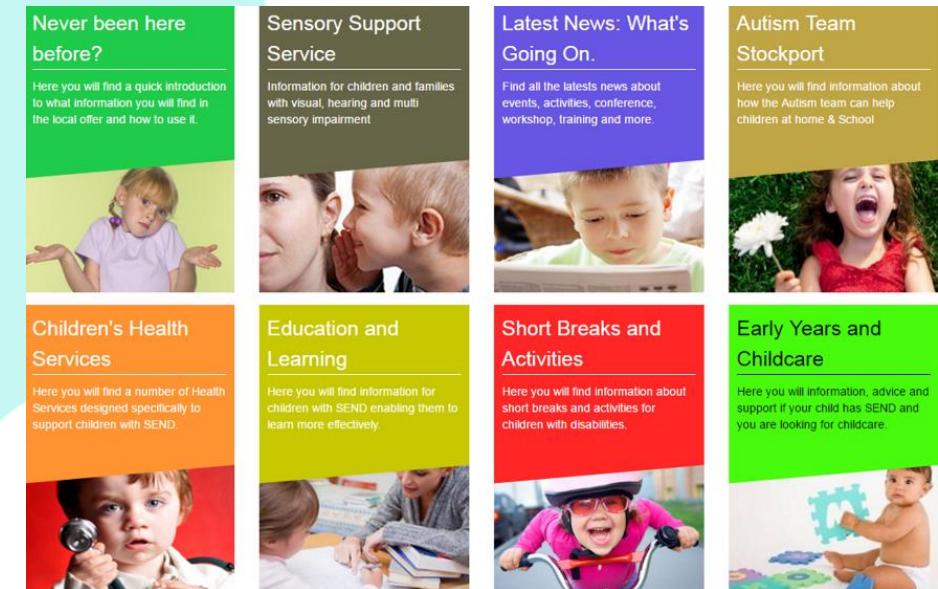 Never been here
before?
Here you will find a quick introduction
to what information you will find in
the local offer and how to use it.
Sensory Support
Service
Information for children and families
with visual, hearing and multi
sensory impairment
Latest News: What's
Going On.
Find all the latests news about
events, activities, conference,
workshop, training and more.
Autism Team
Stockport
Here you will find information about
how the Autism team can help
children at home & School
Children's Health
Services
Here you will find a number of Health
Services designed specifically to
support children with SEND.
Education and
Learning
Here you will find information for
children with SEND enabling them to
learn more effectively.
Short Breaks and
Activities
Here you will find information about
short breaks and activities for
children with disabilities.
Early Years and
Childcare
Here you will information, advice and
support if your child has SEND and
you are looking for childcare.